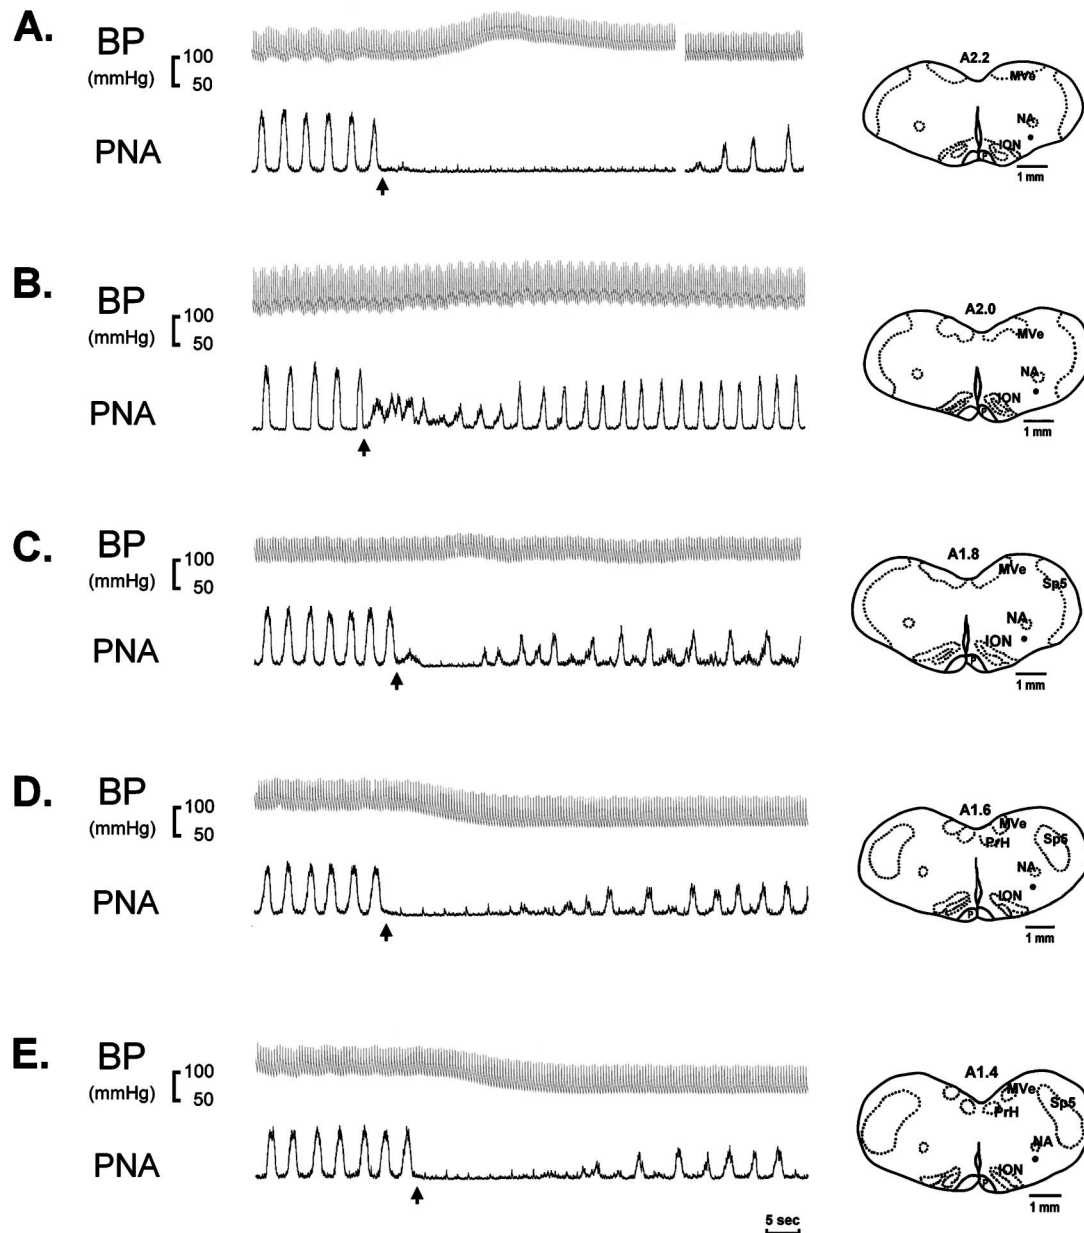 A.
BP
(mmHg)
100
50
PNA
A2.2
MVe
NA
ION
P
1 mm
B.
BP
(mmHg)
100
50
PNA
A2.0
MVe
NA
ION
P
1 mm
C.
BP
(mmHg)
100
50
PNA
A1.8
MVe
Sp5
NA
ION
P
1 mm
D.
BP
(mmHg)
100
50
PNA
A1.6
MVe
PrH
Sp5
NA
ION
P
1 mm
E.
BP
(mmHg)
100
50
PNA
A1.4
MVe
Sp5
PrH
NA
ION
P
1 mm
5 sec